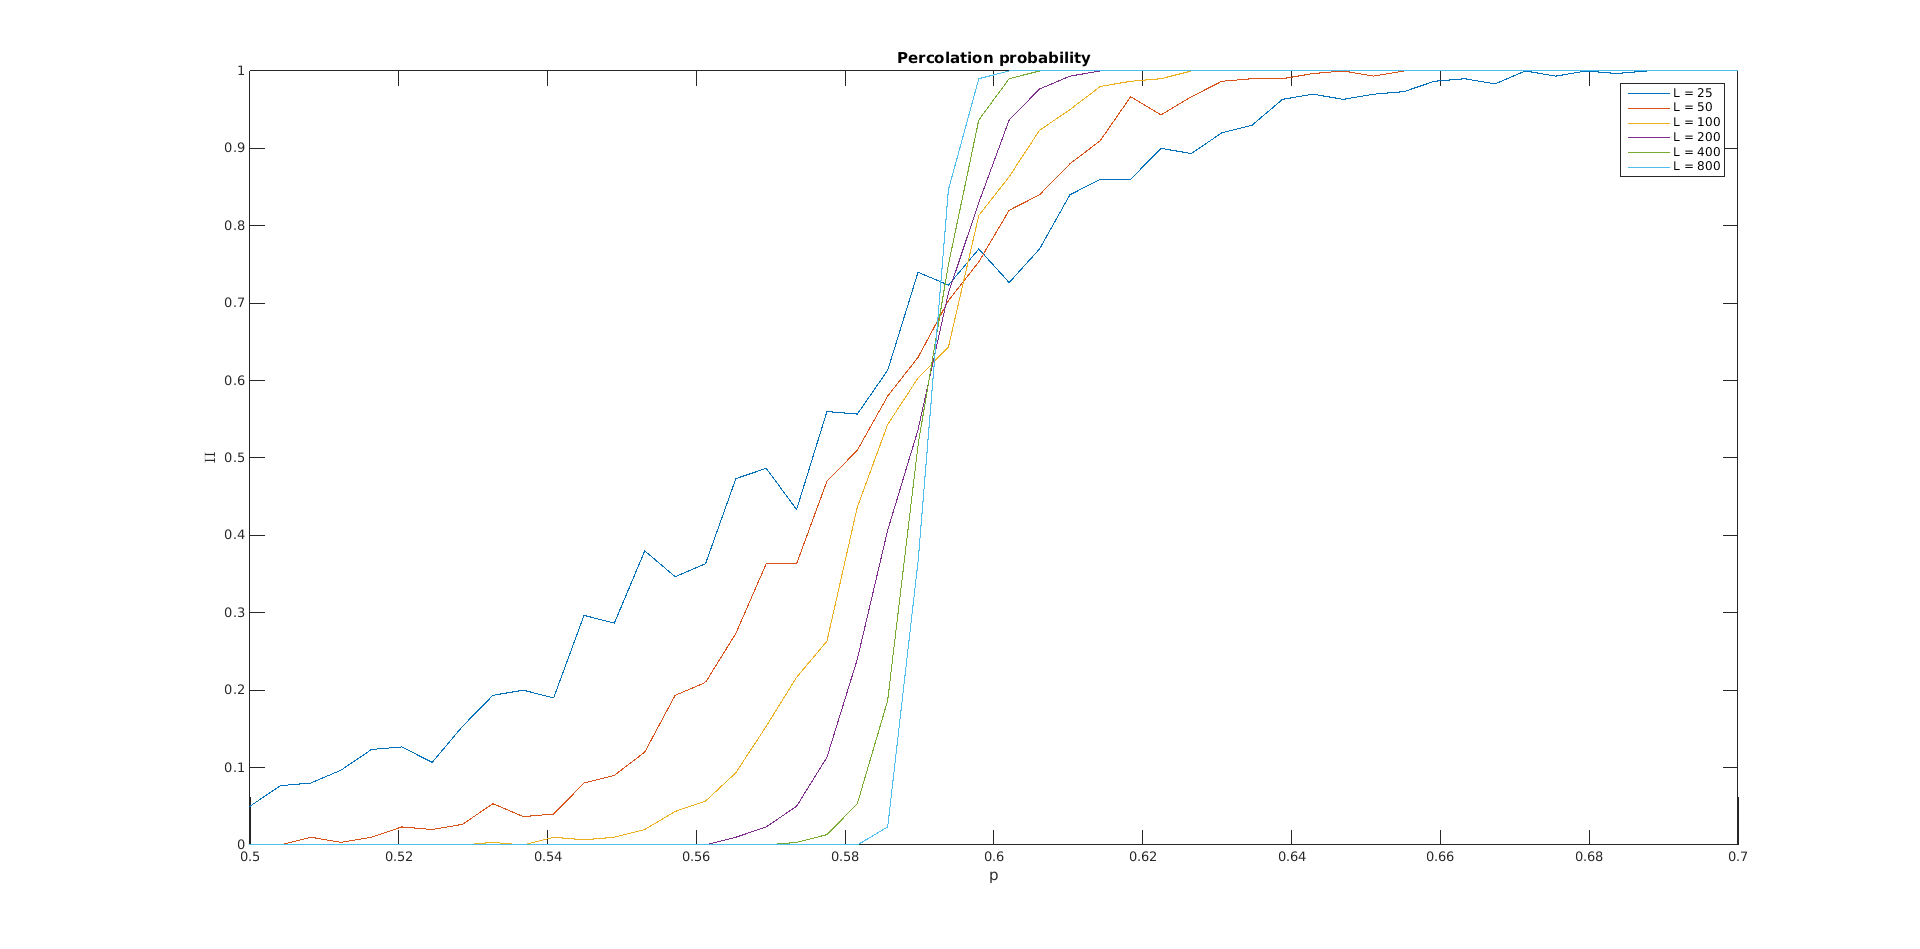 Percolation probability
1
0.9
0.8
0.7
0.6
0.5
0.4
0.3
0.2
0.1
0
Π
L = 25
L = 50
L = 100
L = 200
L = 400
L = 800
0.5 0.52 0.54 0.56 0.58 0.6 0.62 0.64 0.66 0.68 0.7
p